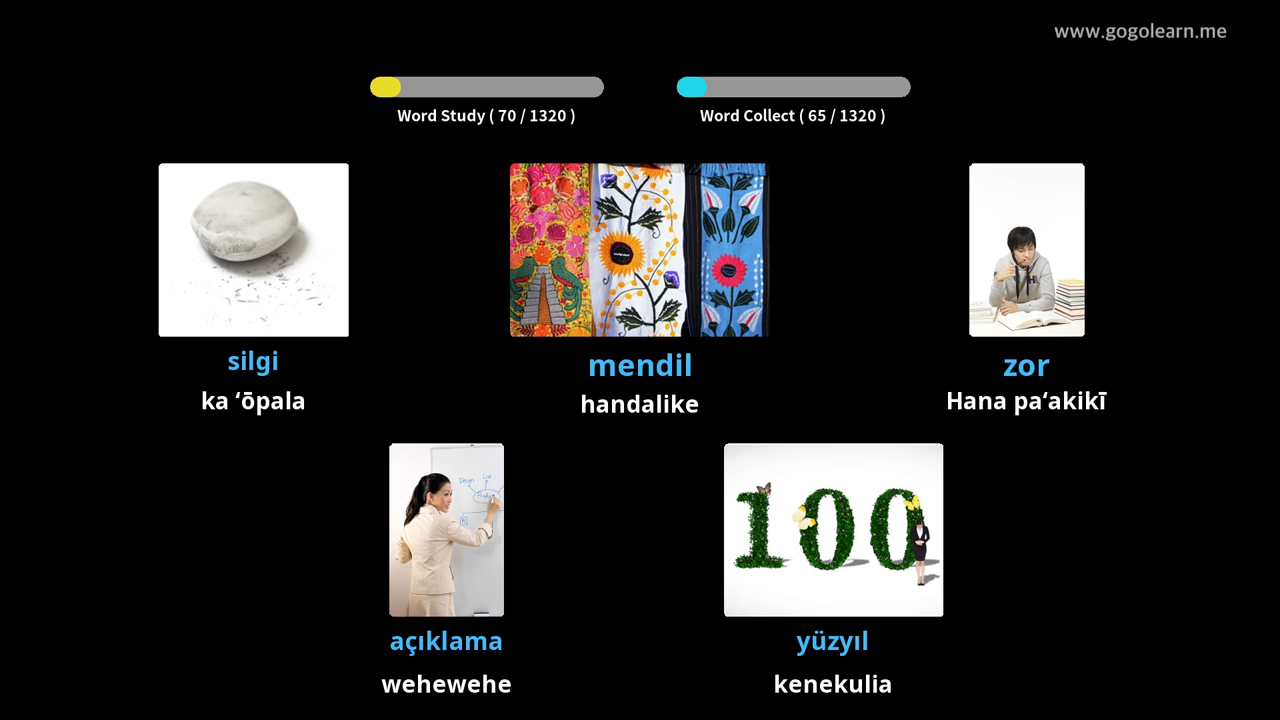 www.gogolearn.me
Word Study ( 70 / 1320 )
Word Collect ( 65 / 1320 )
silgi
mendil
zor
ka ʻōpala
handalike
Hana paʻakikī
açıklama
yüzyıl
wehewehe
kenekulia
100